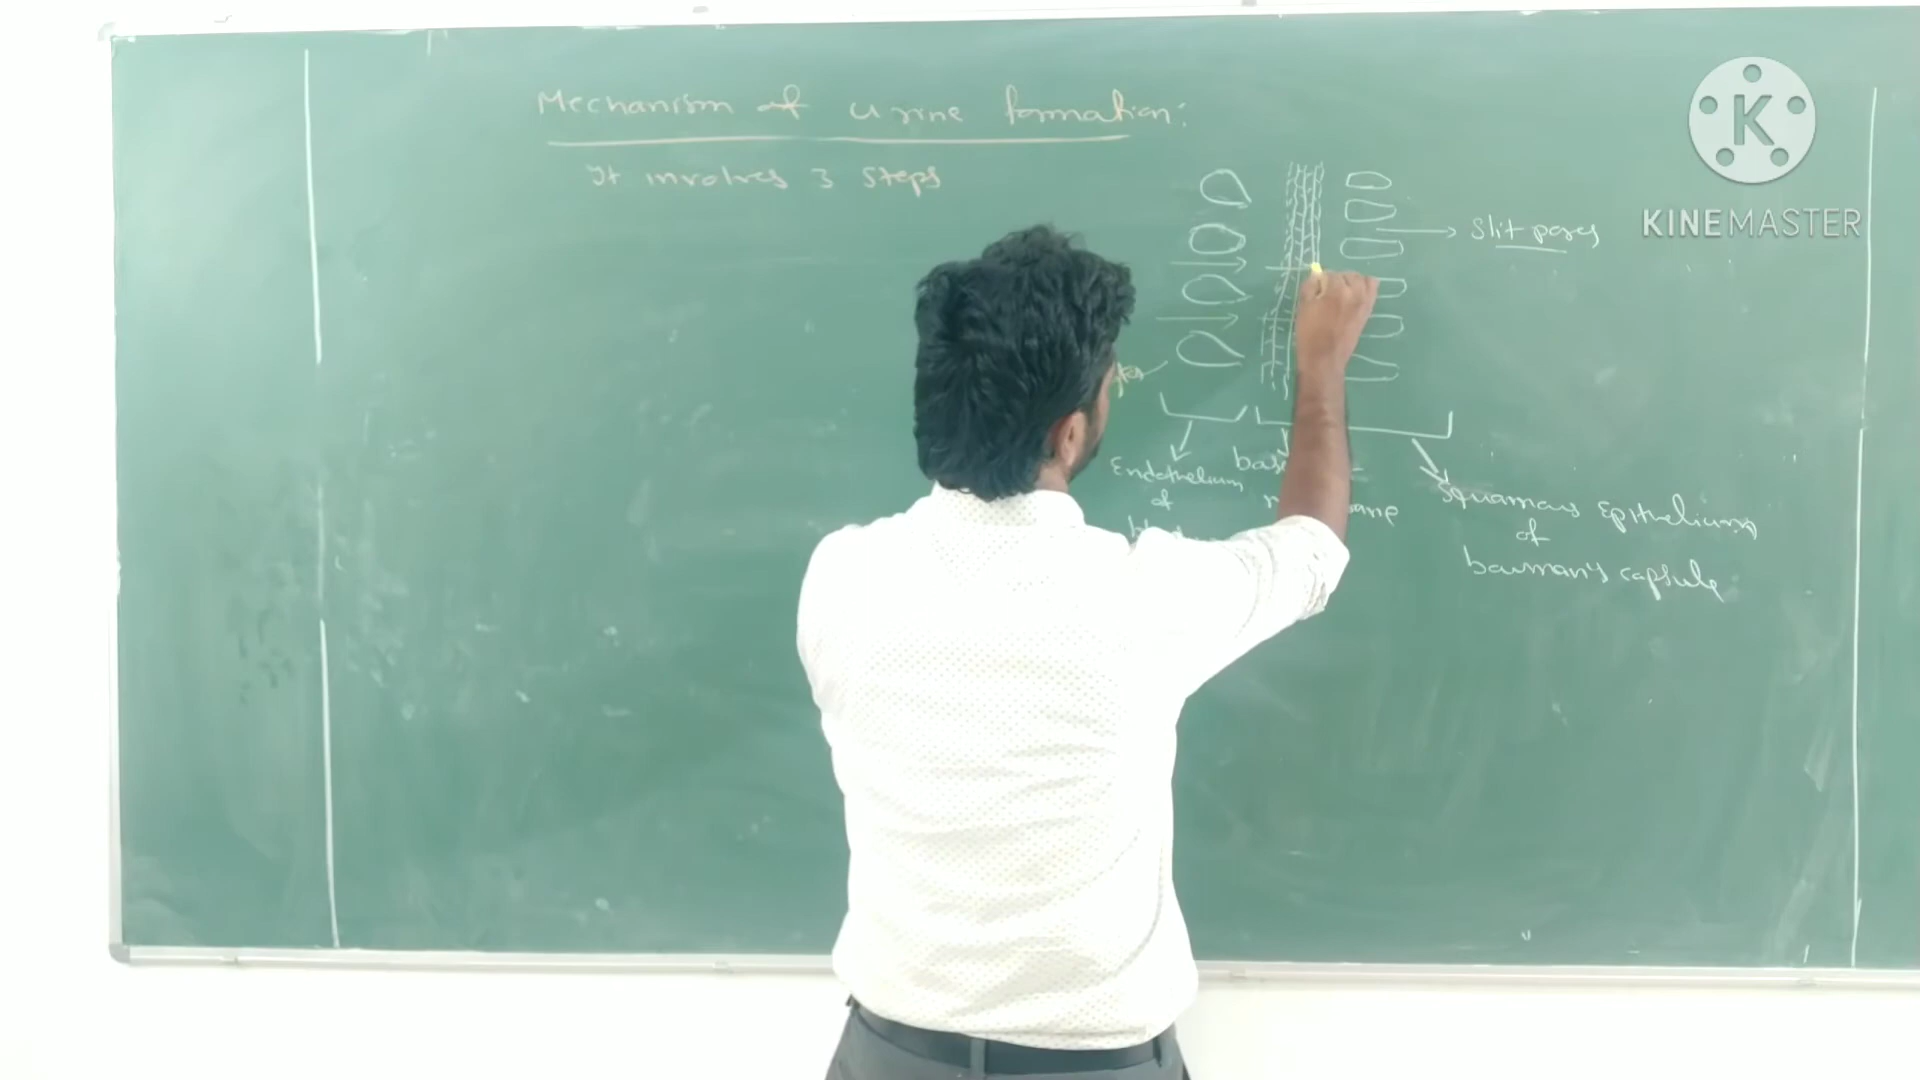 Mechanism of urine formation:
It involves 3 steps
slit pores
Endothelium
of
basement
membrane
Squamous Epithelium
of
bowman's capsule
K
KINEMASTER